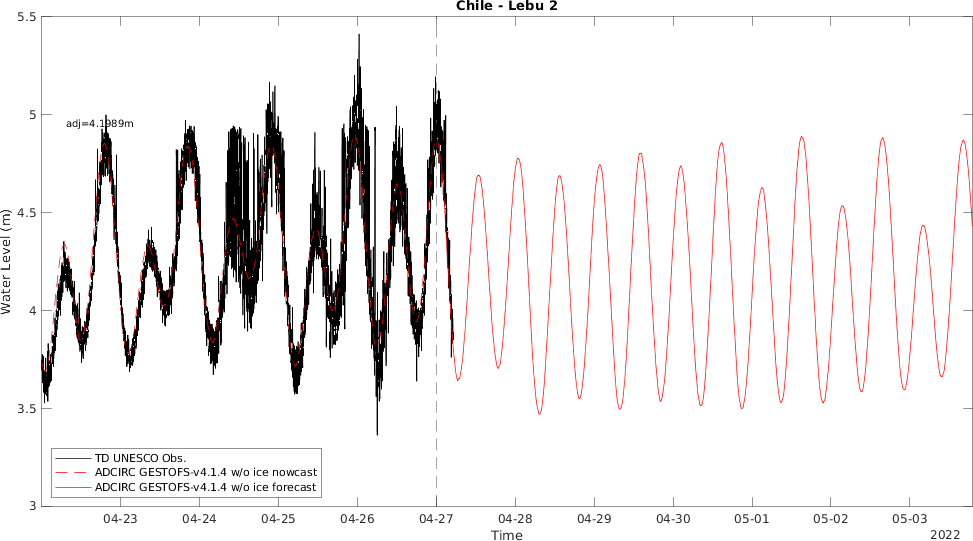 Chile - Lebu 2
5.5
5
4.5
4
3.5
3
Water Level (m)
adj=4.1989m
TD UNESCO Obs.
ADCIRC GESTOFS-v4.1.4 w/o ice nowcast
ADCIRC GESTOFS-v4.1.4 w/o ice forecast
04-23 04-24 04-25 04-26 04-27 04-28 04-29 04-30 05-01 05-02 05-03
Time
2022